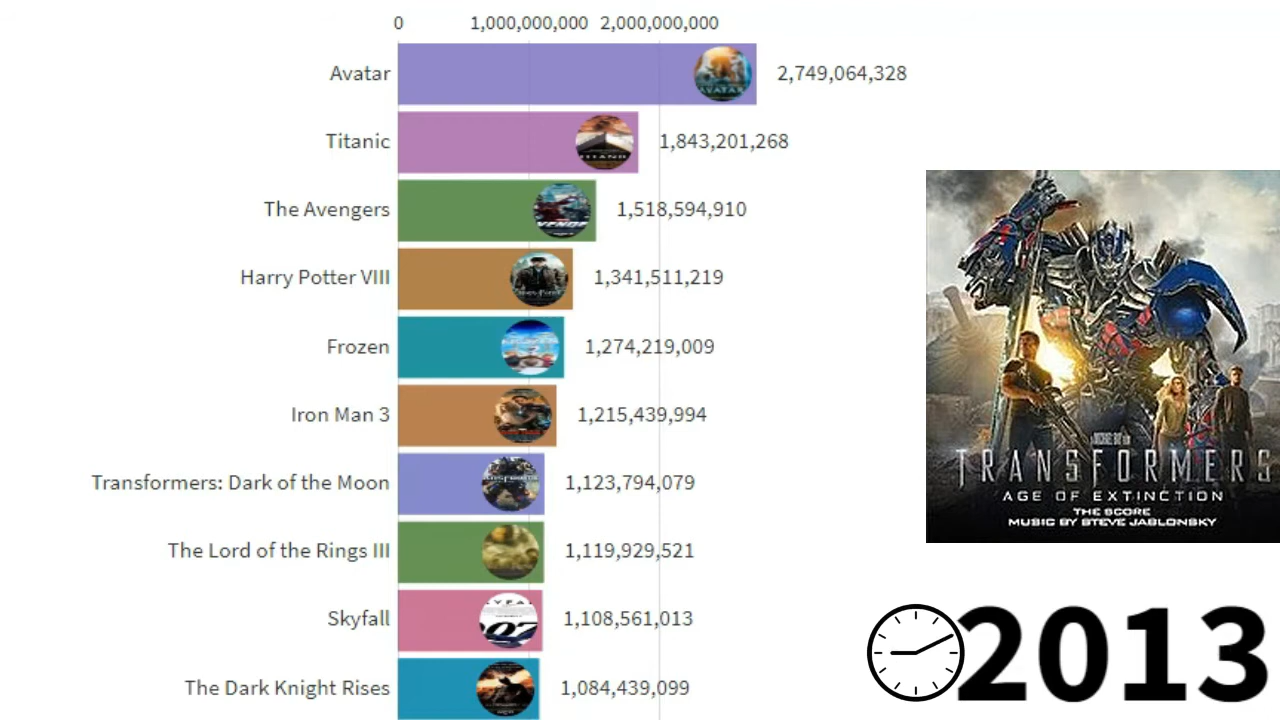 0 1,000,000,000 2,000,000,000
Avatar 2,749,064,328
Titanic 1,843,201,268
The Avengers 1,518,594,910
Harry Potter VIII 1,341,511,219
Frozen 1,274,219,009
Iron Man 3 1,215,439,994
Transformers: Dark of the Moon 1,123,794,079
The Lord of the Rings III 1,119,929,521
Skyfall 1,108,561,013
The Dark Knight Rises 1,084,439,099
AVATAR
TITANIC
007
TRANSFORMERS
AGE OF EXTINCTION
THE SCORE
MUSIC BY STEVE JABLONSKY
2013